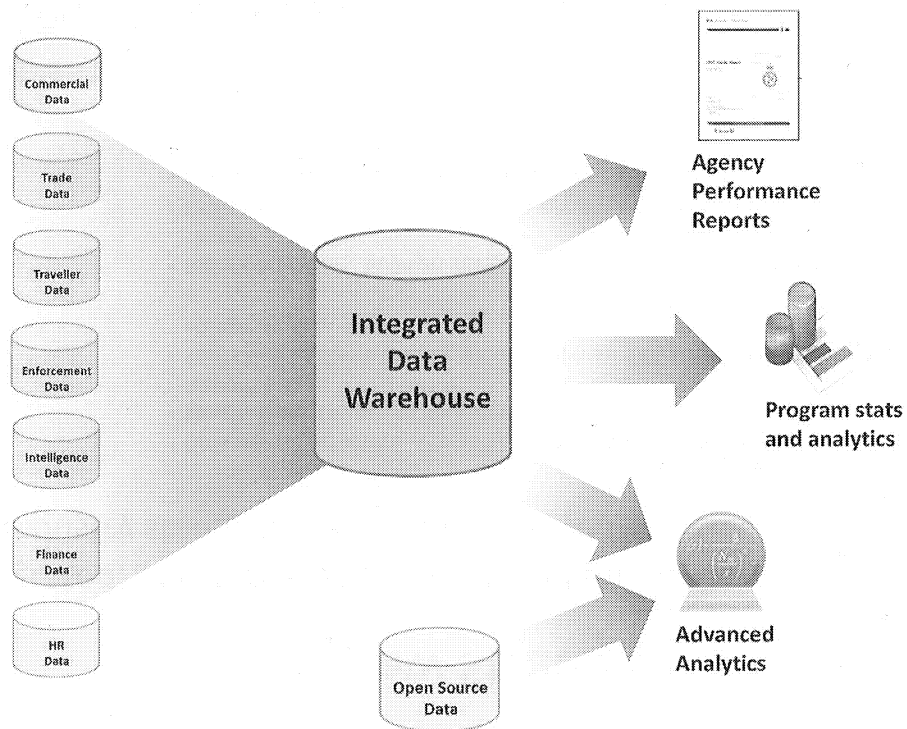 Commercial
Data
Trade
Data
Traveller
Data
Enforcement
Data
Intelligence
Data
Finance
Data
HR
Data
Integrated
Data
Warehouse
Open Source
Data
Agency
Performance
Reports
Program stats
and analytics
Advanced
Analytics